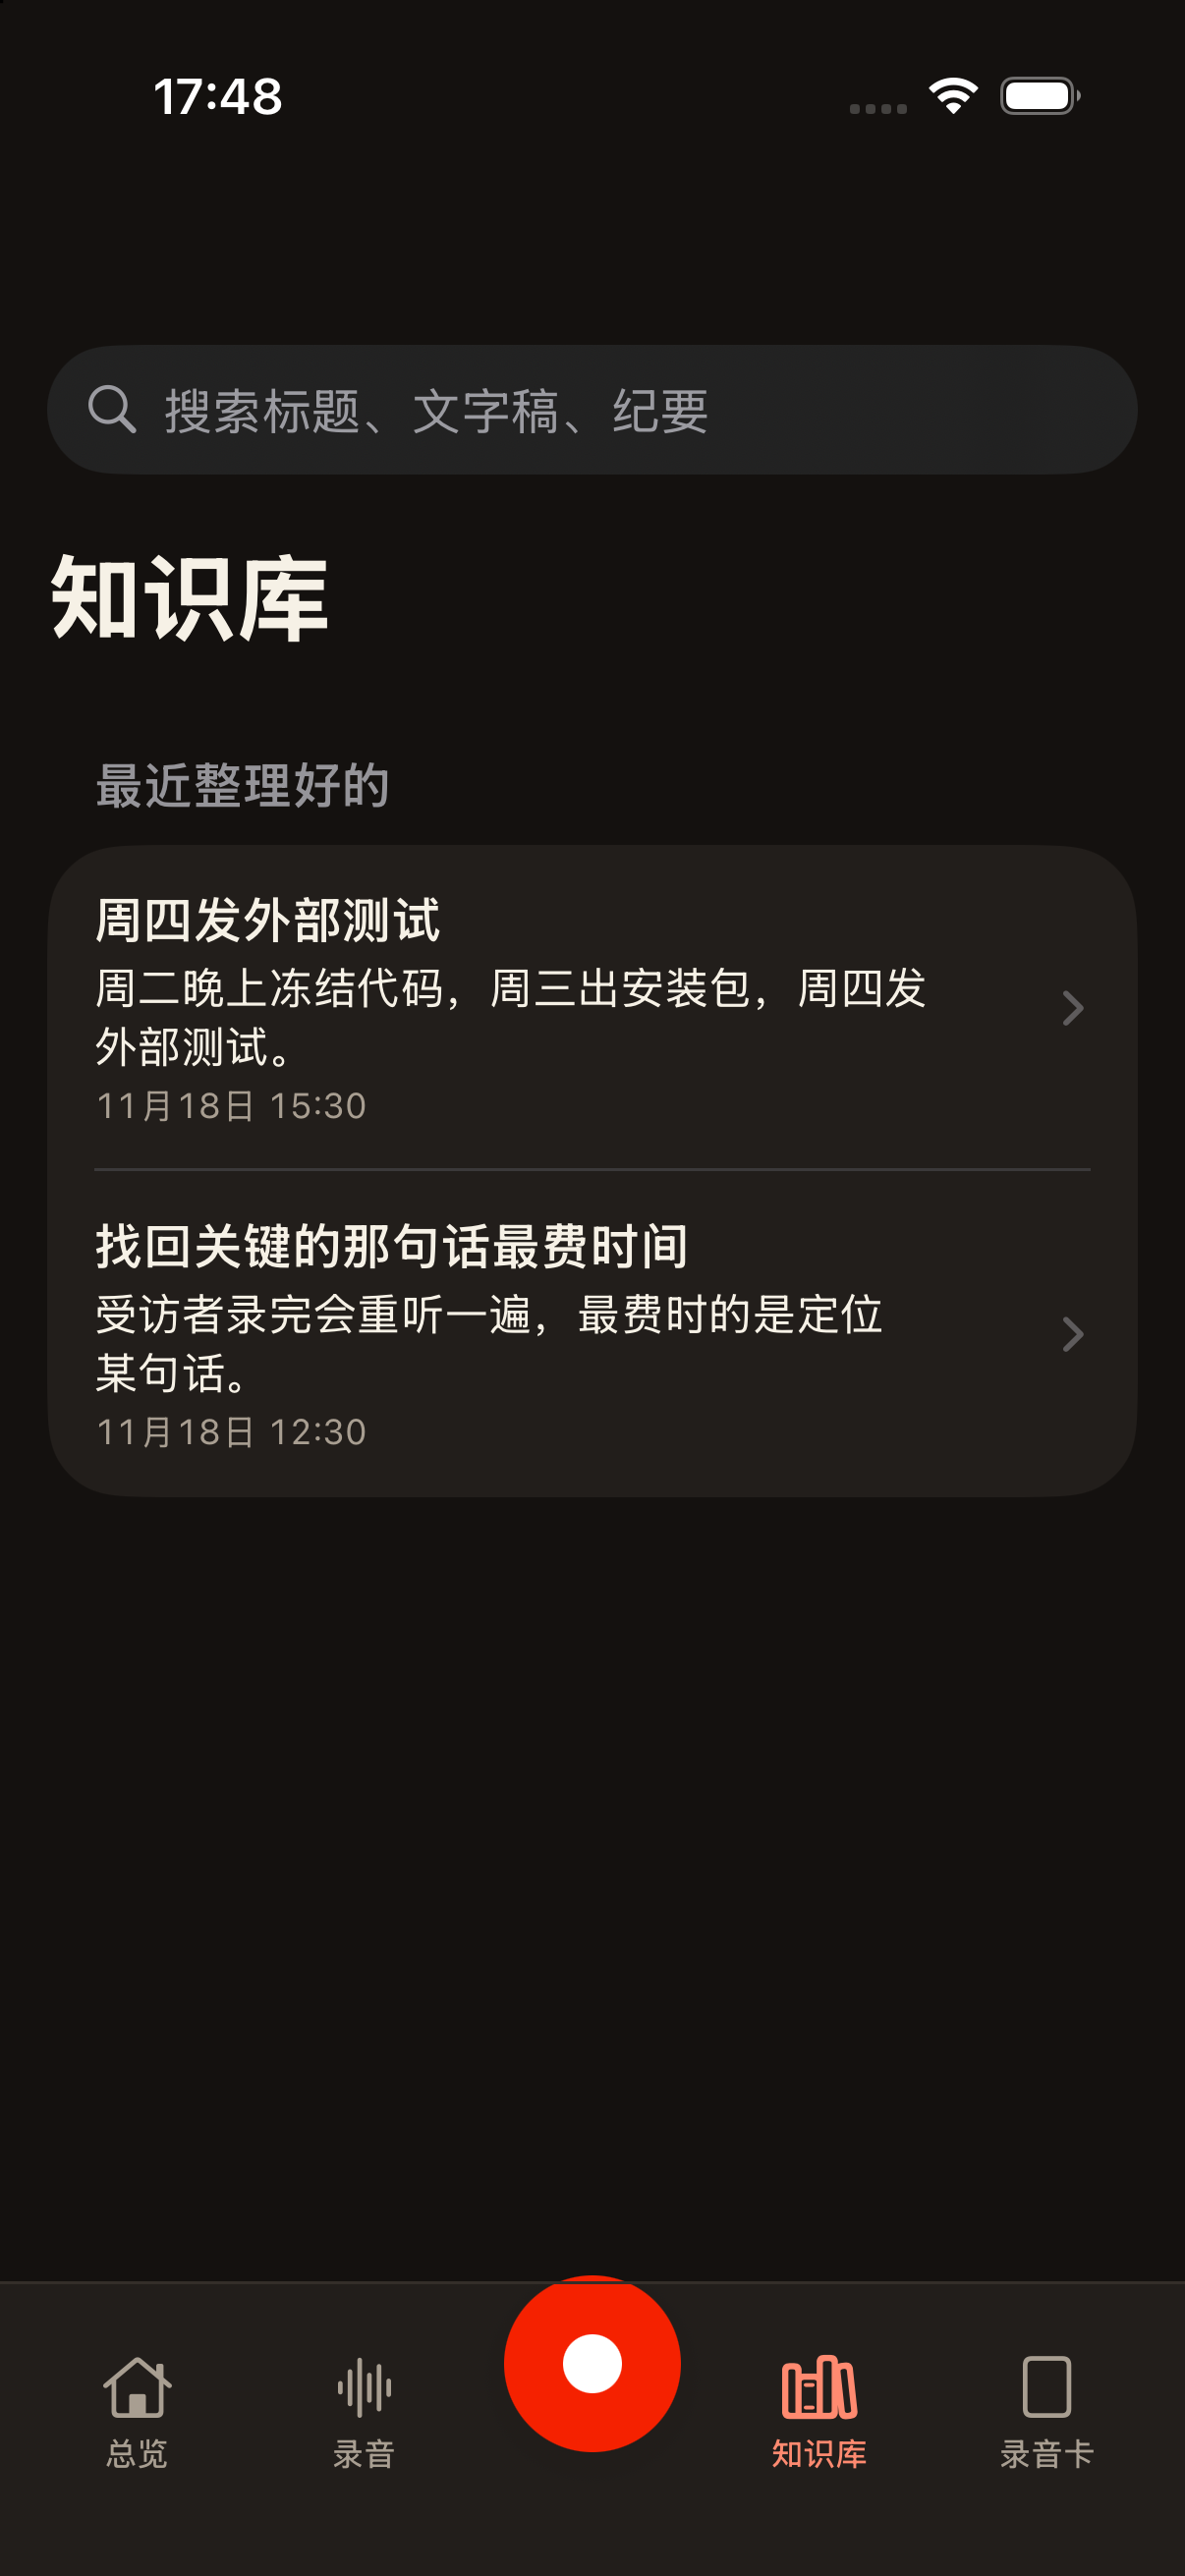 17:48
搜索标题、文字稿、纪要
知识库
最近整理好的
周四发外部测试
周二晚上冻结代码，周三出安装包，周四发
外部测试。
11月18日 15:30
找回关键的那句话最费时间
受访者录完会重听一遍，最费时的是定位
某句话。
11月18日 12:30
总览
录音
知识库
录音卡